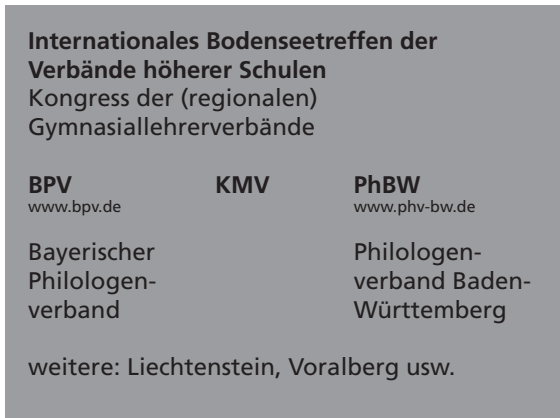 Internationales Bodenseetreffen der
Verbände höherer Schulen
Kongress der (regionalen)
Gymnasiallehrerverbände
BPV KMV PhBW
www.bpv.de www.phv-bw.de
Bayerischer Philologen-
Philologen- verband Baden-
verband Württemberg
weitere: Liechtenstein, Voralberg usw.